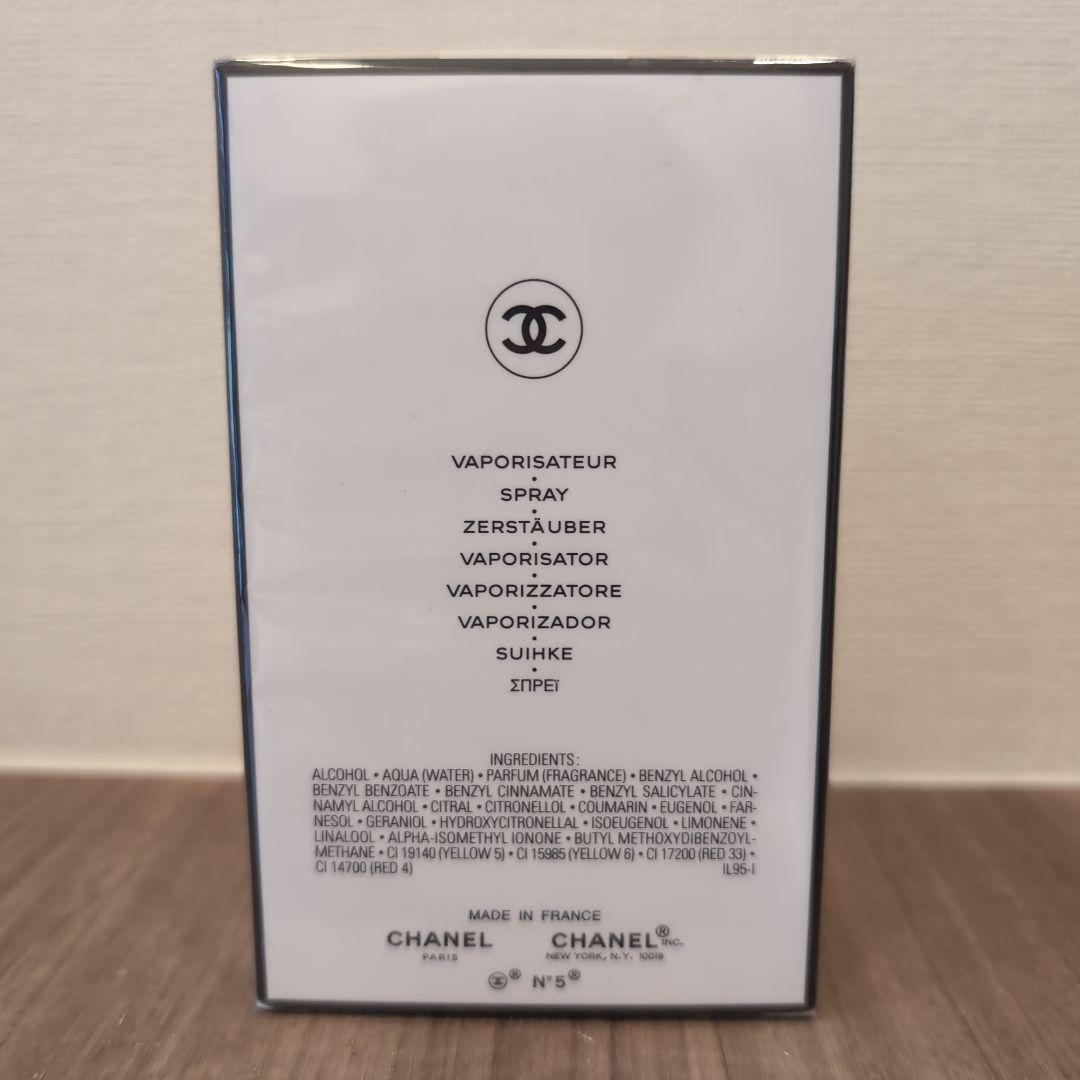 VAPORISATEUR
•
SPRAY
•
ZERSTÄUBER
•
VAPORISATOR
•
VAPORIZZATORE
•
VAPORIZADOR
•
SUIHKE
•
ΣΠΡΕϊ
INGREDIENTS:
ALCOHOL • AQUA (WATER) • PARFUM (FRAGRANCE) • BENZYL ALCOHOL •
BENZYL BENZOATE • BENZYL CINNAMATE • BENZYL SALICYLATE • CIN-
NAMYL ALCOHOL • CITRAL • CITRONELLOL • COUMARIN • EUGENOL • FAR-
NESOL • GERANIOL • HYDROXYCITRONELLAL • ISOEUGENOL • LIMONENE •
LINALOOL • ALPHA-ISOMETHYL IONONE • BUTYL METHOXYDIBENZOYL-
METHANE • CI 19140 (YELLOW 5) • CI 15985 (YELLOW 6) • CI 17200 (RED 33) •
CI 14700 (RED 4) IL95-I
MADE IN FRANCE
CHANEL CHANEL® INC.
PARIS NEW YORK, N.Y. 10019
® N°5®